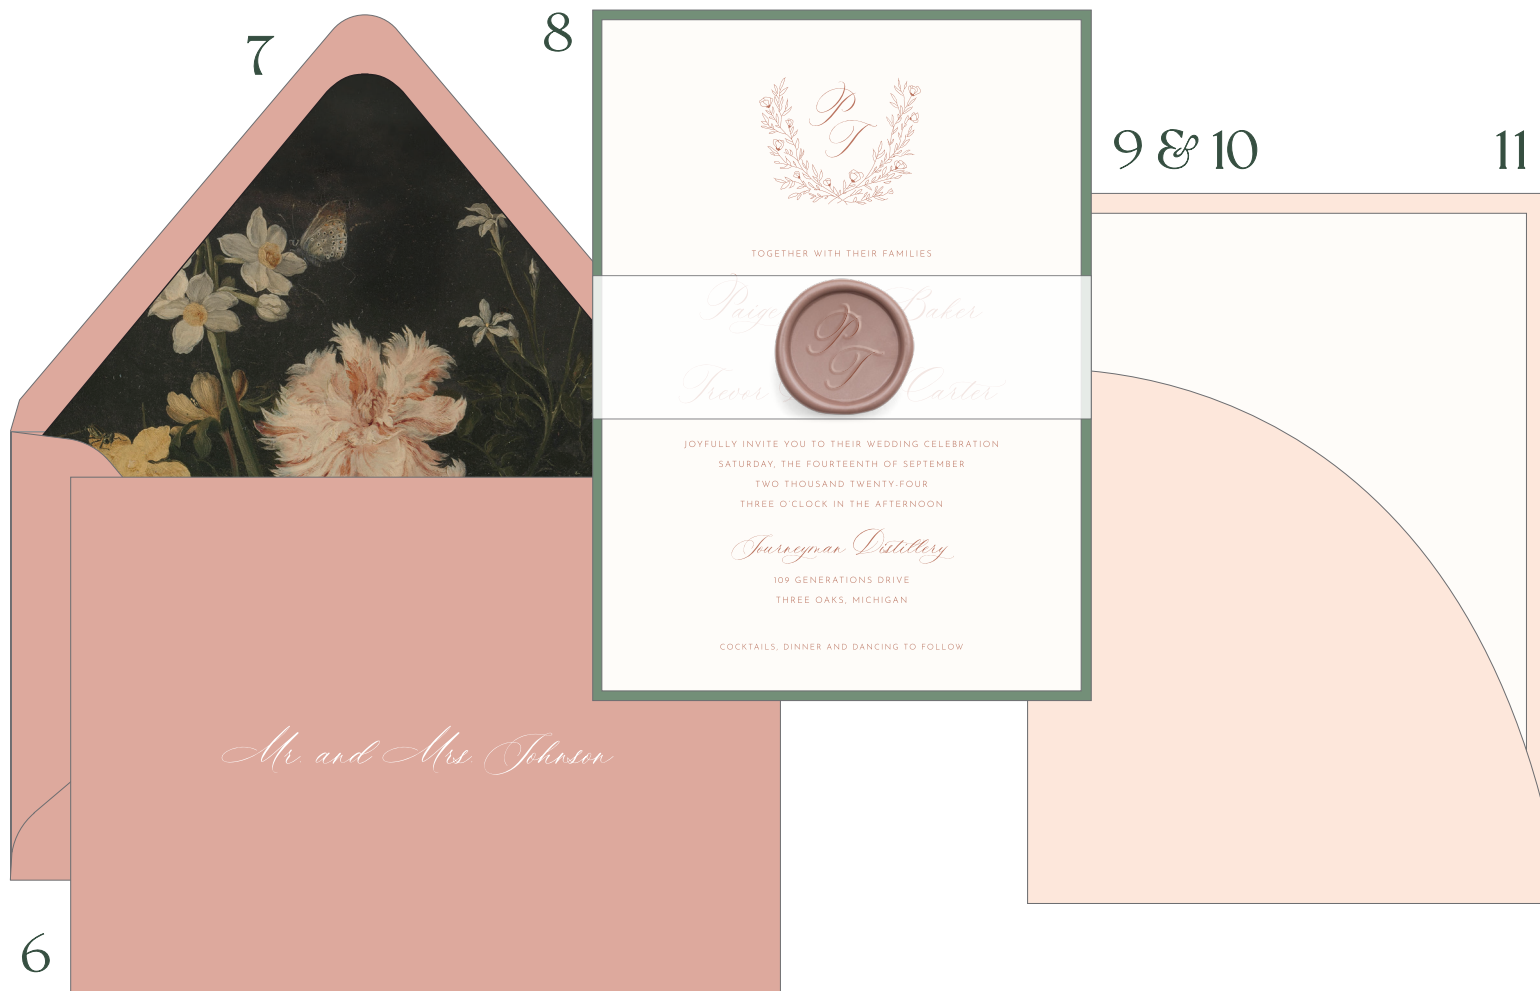 7
8
P
T
9 & 10
11
TOGETHER WITH THEIR FAMILIES
Paige Baker
P
T
Trevor Carter
JOYFULLY INVITE YOU TO THEIR WEDDING CELEBRATION
SATURDAY, THE FOURTEENTH OF SEPTEMBER
TWO THOUSAND TWENTY-FOUR
THREE O'CLOCK IN THE AFTERNOON
Journeyman Distillery
109 GENERATIONS DRIVE
THREE OAKS, MICHIGAN
COCKTAILS, DINNER AND DANCING TO FOLLOW
Mr. and Mrs. Johnson
6